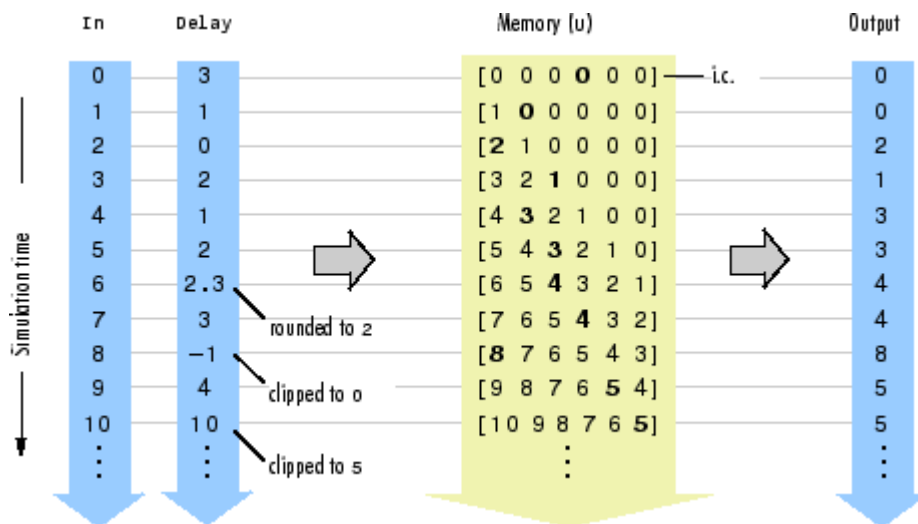 In Delay Memory (u) Output
0 3 [0 0 0 0 0 0] i.c. 0
1 1 [1 0 0 0 0 0] 0
2 0 [2 1 0 0 0 0] 2
3 2 [3 2 1 0 0 0] 1
4 1 [4 3 2 1 0 0] 3
5 2 [5 4 3 2 1 0] 3
6 2.3 [6 5 4 3 2 1] 4
rounded to 2
7 3 [7 6 5 4 3 2] 4
8 −1 [8 7 6 5 4 3] 8
clipped to 0
9 4 [9 8 7 6 5 4] 5
10 10 [10 9 8 7 6 5] 5
clipped to 5
Simulation time